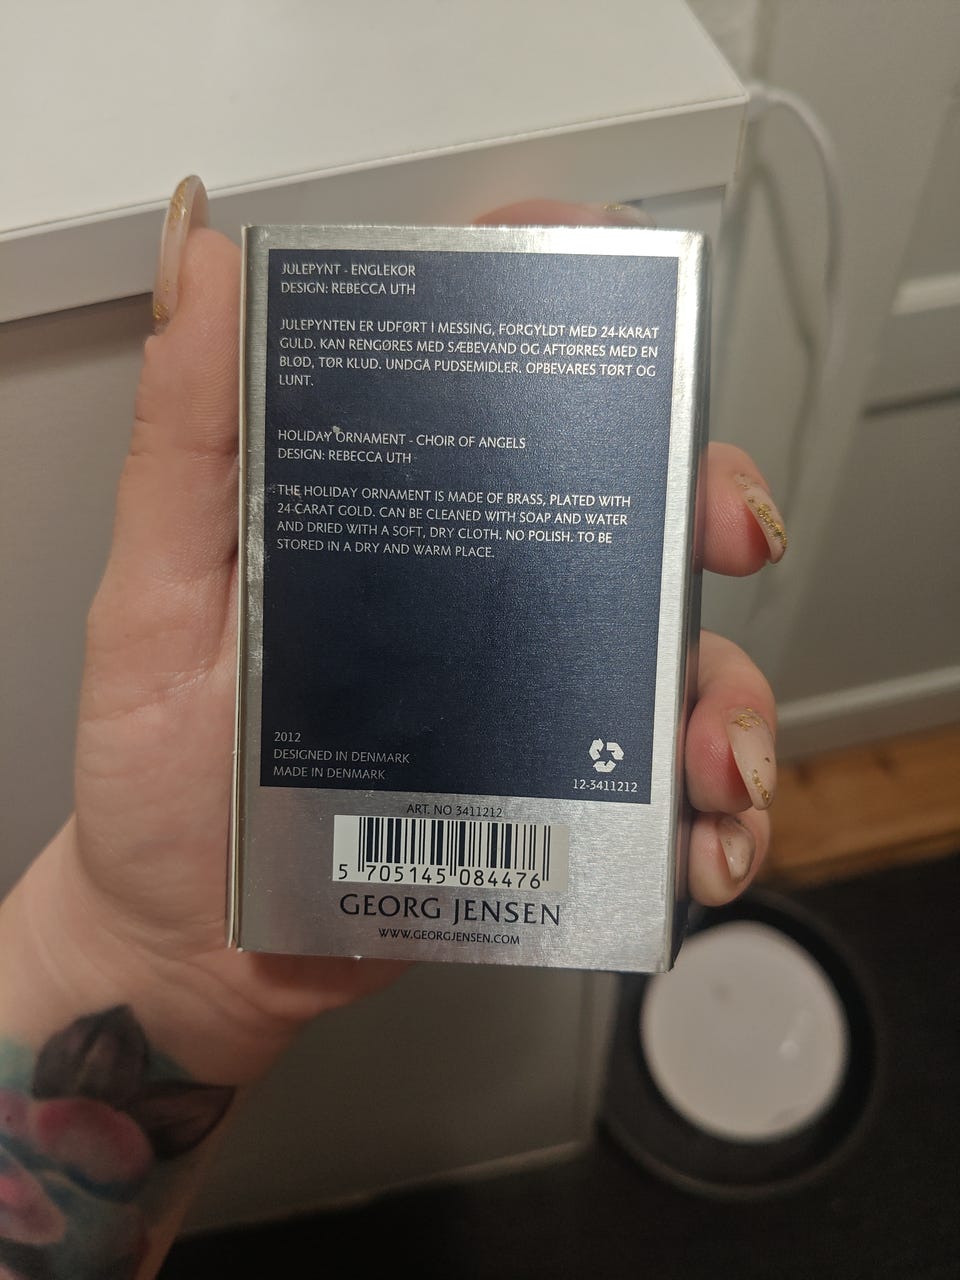 JULEPYNT - ENGLEKOR
DESIGN: REBECCA UTH
JULEPYNTEN ER UDFØRT I MESSING, FORGYLDT MED 24-KARAT
GULD. KAN RENGØRES MED SÆBEVAND OG AFTØRRES MED EN
BLØD, TØR KLUD. UNDGÅ PUDSEMIDLER. OPBEVARES TØRT OG
LUNT.
HOLIDAY ORNAMENT - CHOIR OF ANGELS
DESIGN: REBECCA UTH
THE HOLIDAY ORNAMENT IS MADE OF BRASS, PLATED WITH
24-CARAT GOLD. CAN BE CLEANED WITH SOAP AND WATER
AND DRIED WITH A SOFT, DRY CLOTH. NO POLISH. TO BE
STORED IN A DRY AND WARM PLACE.
2012
DESIGNED IN DENMARK
MADE IN DENMARK
12-3411212
ART. NO 3411212
5 705145 084476
GEORG JENSEN
WWW.GEORGJENSEN.COM